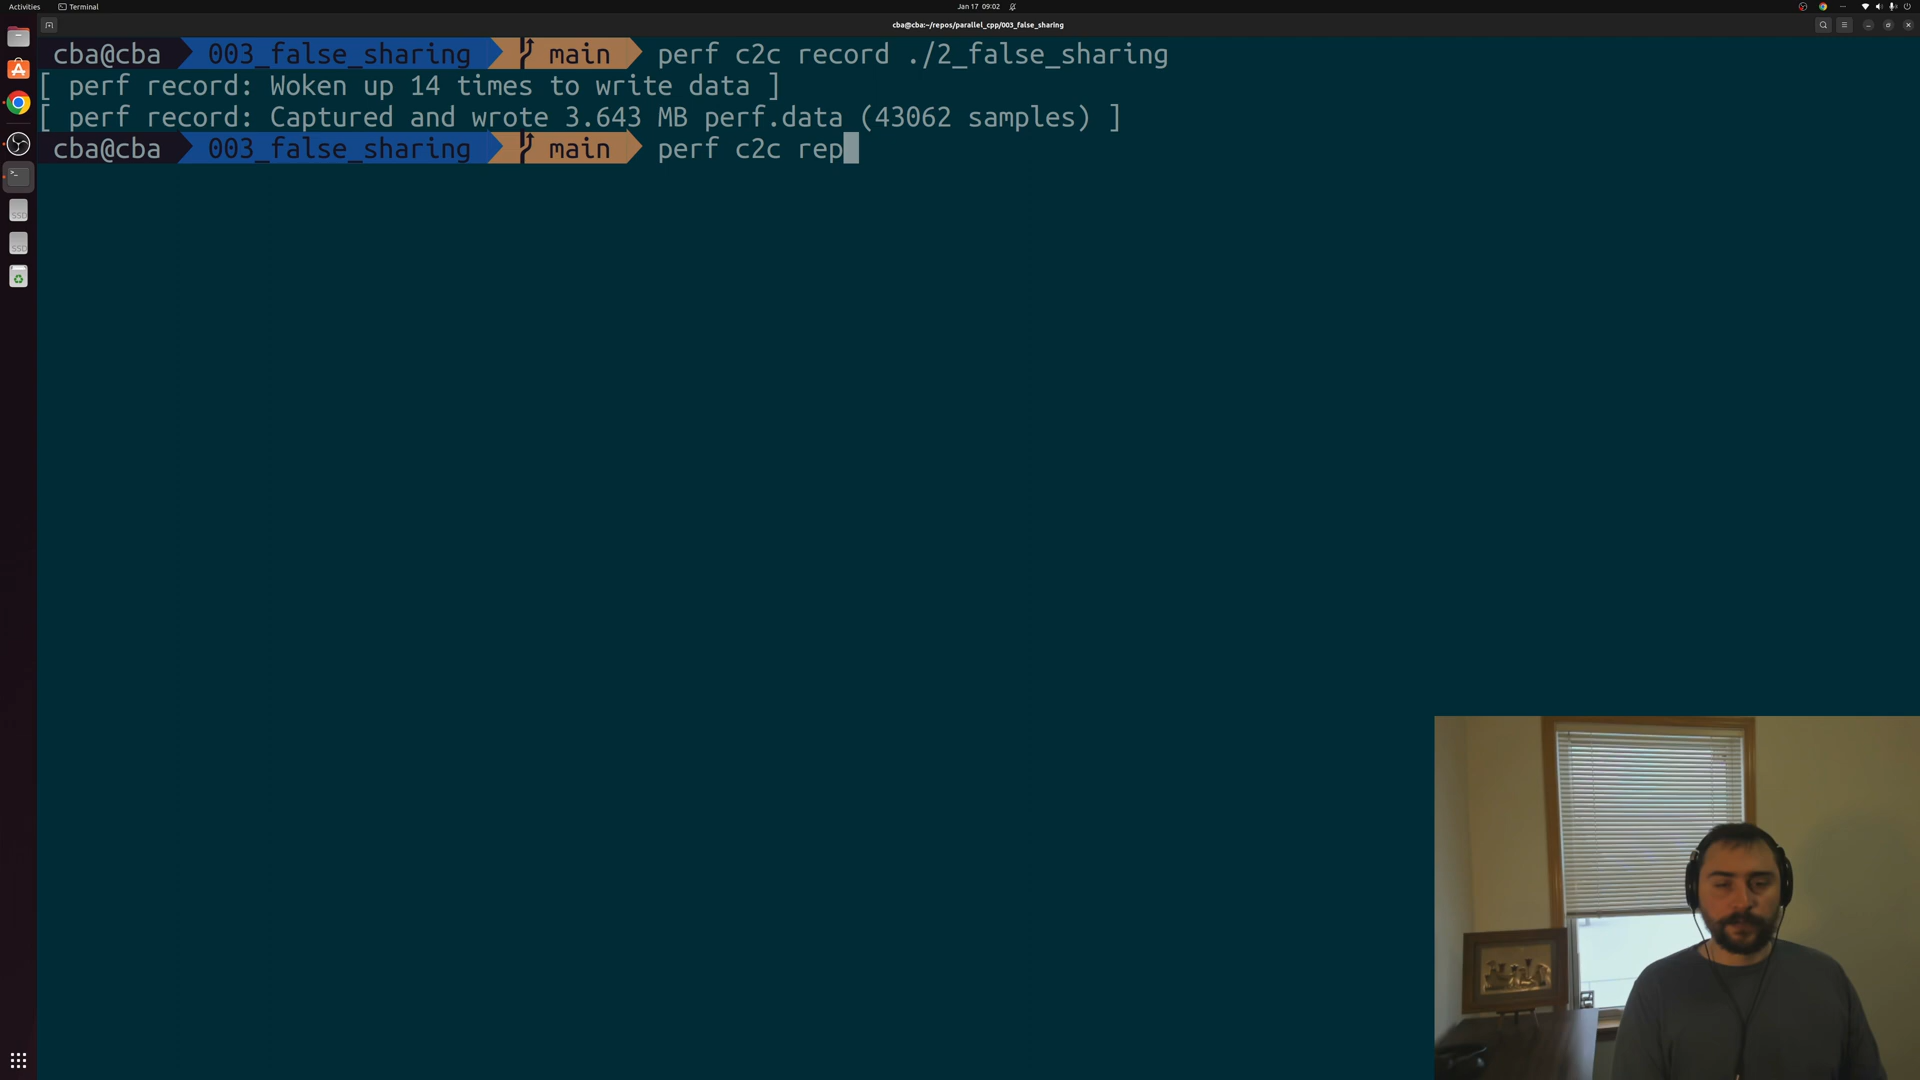 Activities
Terminal
Jan 17 09:02
cba@cba:~/repos/parallel_cpp/003_false_sharing
cba@cba 003_false_sharing main perf c2c record ./2_false_sharing
[ perf record: Woken up 14 times to write data ]
[ perf record: Captured and wrote 3.643 MB perf.data (43062 samples) ]
cba@cba 003_false_sharing main perf c2c rep
SSD
SSD